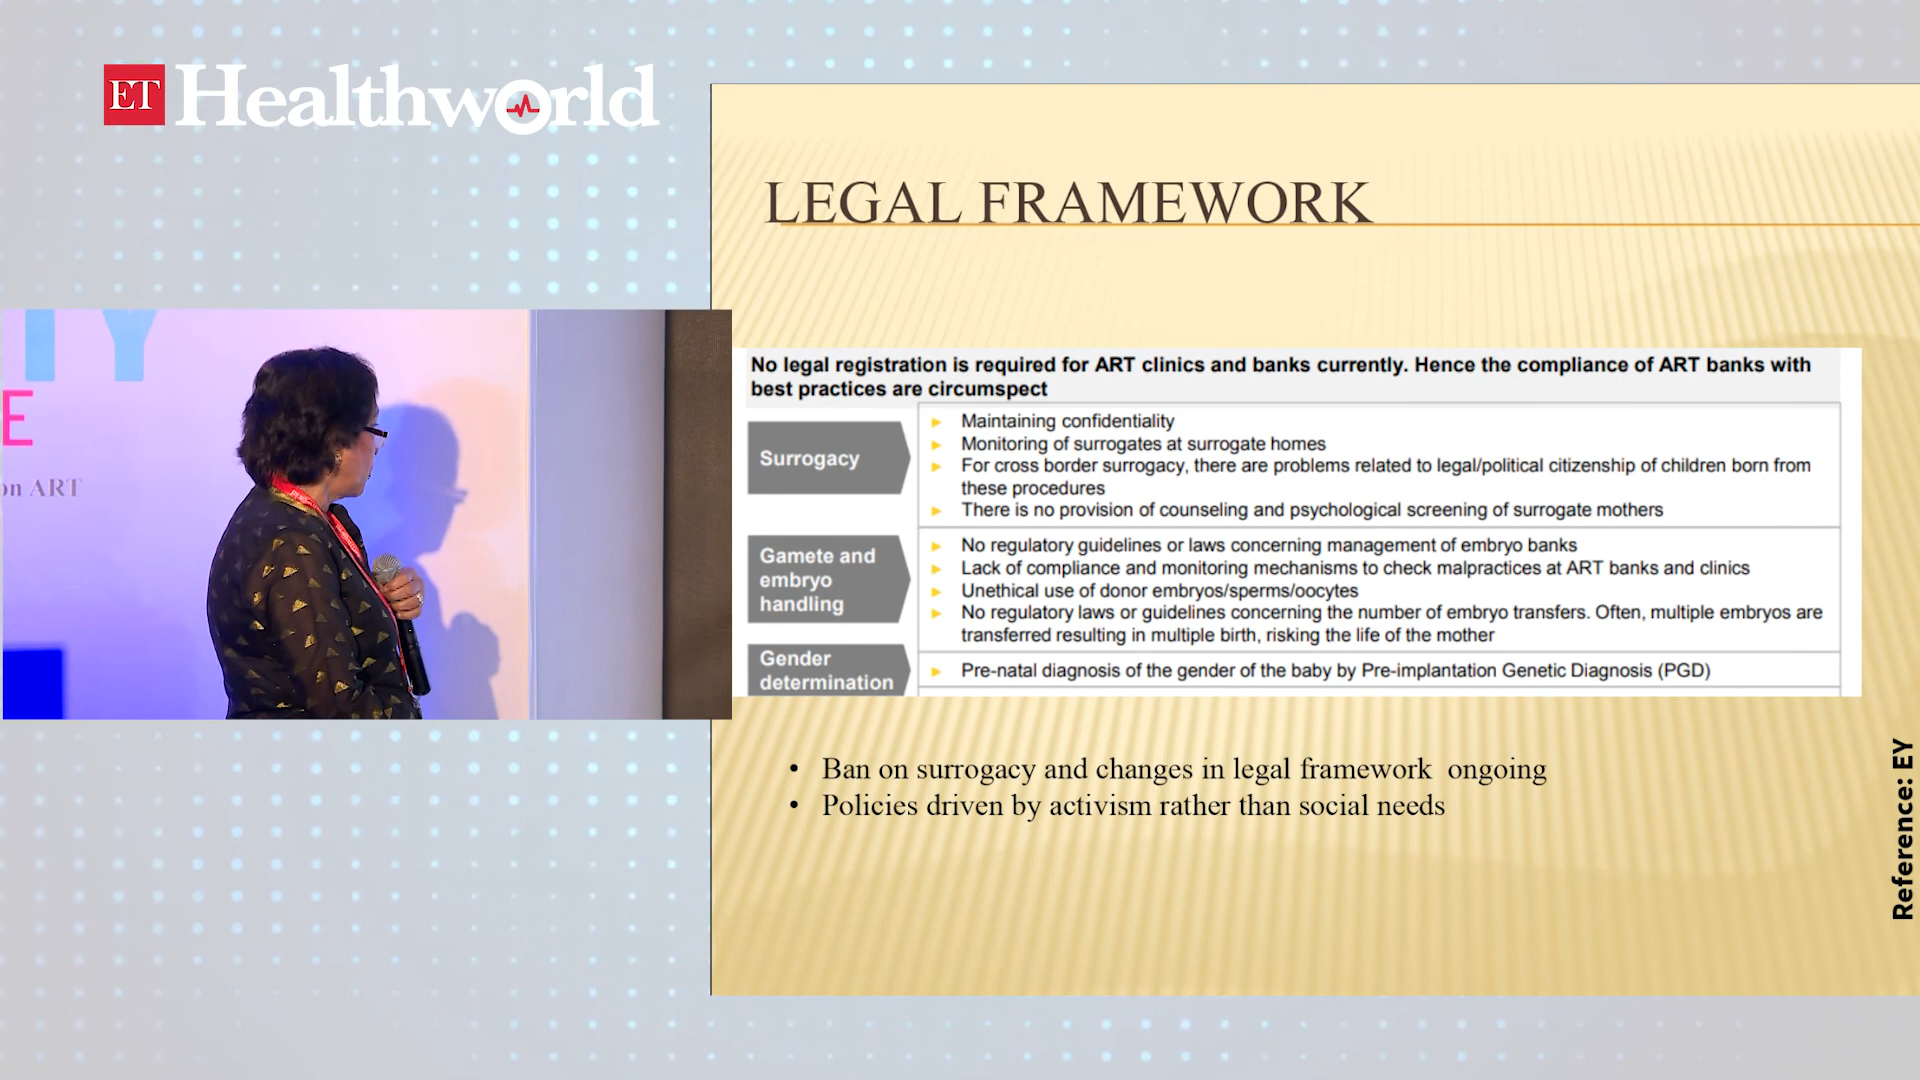 ET Healthworld
LEGAL FRAMEWORK
No legal registration is required for ART clinics and banks currently. Hence the compliance of ART banks with
best practices are circumspect
Surrogacy
► Maintaining confidentiality
► Monitoring of surrogates at surrogate homes
► For cross border surrogacy, there are problems related to legal/political citizenship of children born from
these procedures
► There is no provision of counseling and psychological screening of surrogate mothers
Gamete and
embryo
handling
► No regulatory guidelines or laws concerning management of embryo banks
► Lack of compliance and monitoring mechanisms to check malpractices at ART banks and clinics
► Unethical use of donor embryos/sperms/oocytes
► No regulatory laws or guidelines concerning the number of embryo transfers. Often, multiple embryos are
transferred resulting in multiple birth, risking the life of the mother
Gender
determination
► Pre-natal diagnosis of the gender of the baby by Pre-implantation Genetic Diagnosis (PGD)
• Ban on surrogacy and changes in legal framework ongoing
• Policies driven by activism rather than social needs
Reference: EY
TY
E
on ART